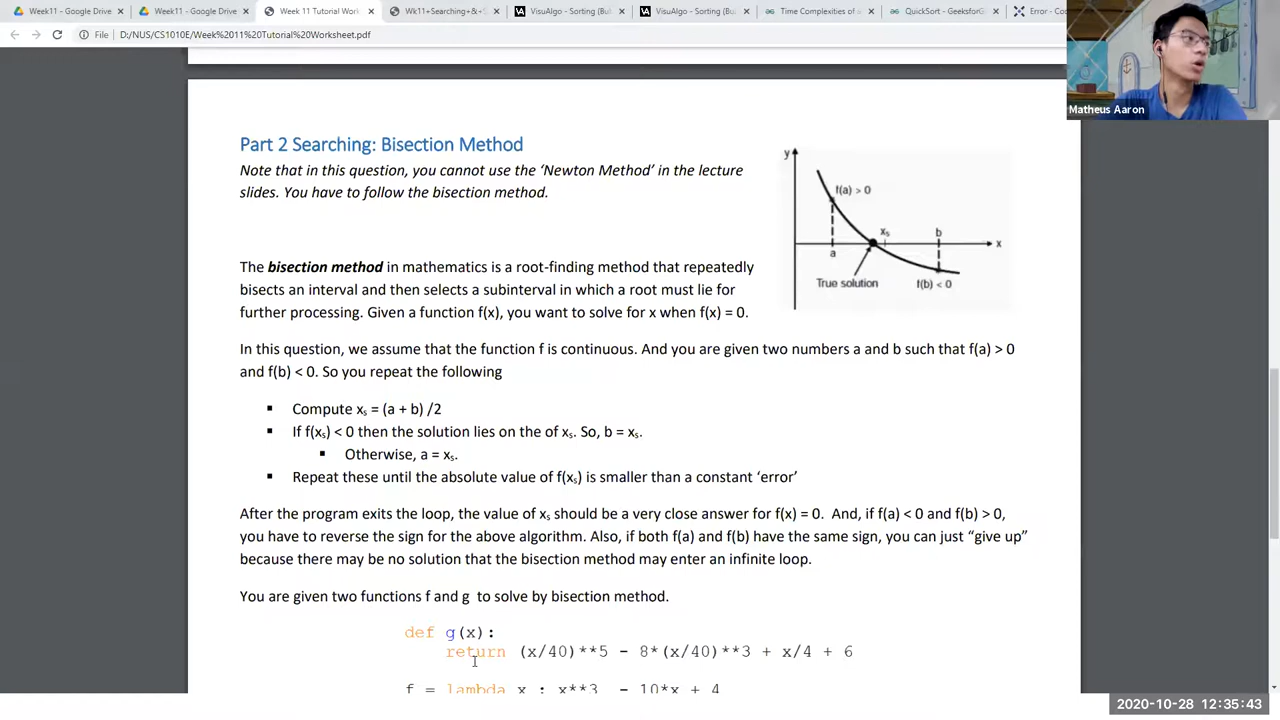 Week11 - Google Drive
Week11 - Google Drive
Week 11 Tutorial Work
Wk11+Searching+&+S
VisuAlgo - Sorting (Bu
VisuAlgo - Sorting (Bu
Time Complexities of
QuickSort - GeeksforG
Error - Co
File | D:/NUS/CS1010E/Week%2011%20Tutorial%20Worksheet.pdf
Matheus Aaron
Part 2 Searching: Bisection Method
Note that in this question, you cannot use the ‘Newton Method’ in the lecture
slides. You have to follow the bisection method.
y
f(a) > 0
xs
b
x
a
True solution
f(b) < 0
The bisection method in mathematics is a root-finding method that repeatedly
bisects an interval and then selects a subinterval in which a root must lie for
further processing. Given a function f(x), you want to solve for x when f(x) = 0.
In this question, we assume that the function f is continuous. And you are given two numbers a and b such that f(a) > 0
and f(b) < 0. So you repeat the following
▪ Compute xs = (a + b) /2
▪ If f(xs) < 0 then the solution lies on the of xs. So, b = xs.
▪ Otherwise, a = xs.
▪ Repeat these until the absolute value of f(xs) is smaller than a constant ‘error’
After the program exits the loop, the value of xs should be a very close answer for f(x) = 0. And, if f(a) < 0 and f(b) > 0,
you have to reverse the sign for the above algorithm. Also, if both f(a) and f(b) have the same sign, you can just “give up”
because there may be no solution that the bisection method may enter an infinite loop.
You are given two functions f and g to solve by bisection method.
def g(x):
return (x/40)**5 - 8*(x/40)**3 + x/4 + 6
f = lambda x : x**3 - 10*x + 4
2020-10-28 12:35:43